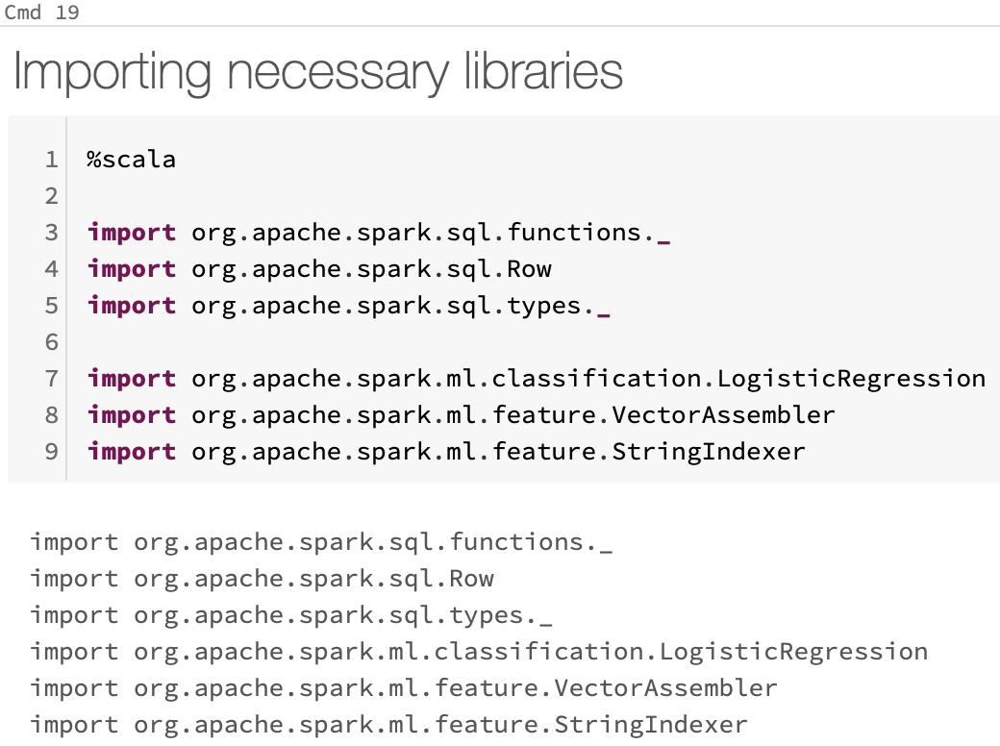 Cmd 19
Importing necessary libraries
1 %scala
2
3 import org.apache.spark.sql.functions._
4 import org.apache.spark.sql.Row
5 import org.apache.spark.sql.types._
6
7 import org.apache.spark.ml.classification.LogisticRegression
8 import org.apache.spark.ml.feature.VectorAssembler
9 import org.apache.spark.ml.feature.StringIndexer
import org.apache.spark.sql.functions._
import org.apache.spark.sql.Row
import org.apache.spark.sql.types._
import org.apache.spark.ml.classification.LogisticRegression
import org.apache.spark.ml.feature.VectorAssembler
import org.apache.spark.ml.feature.StringIndexer